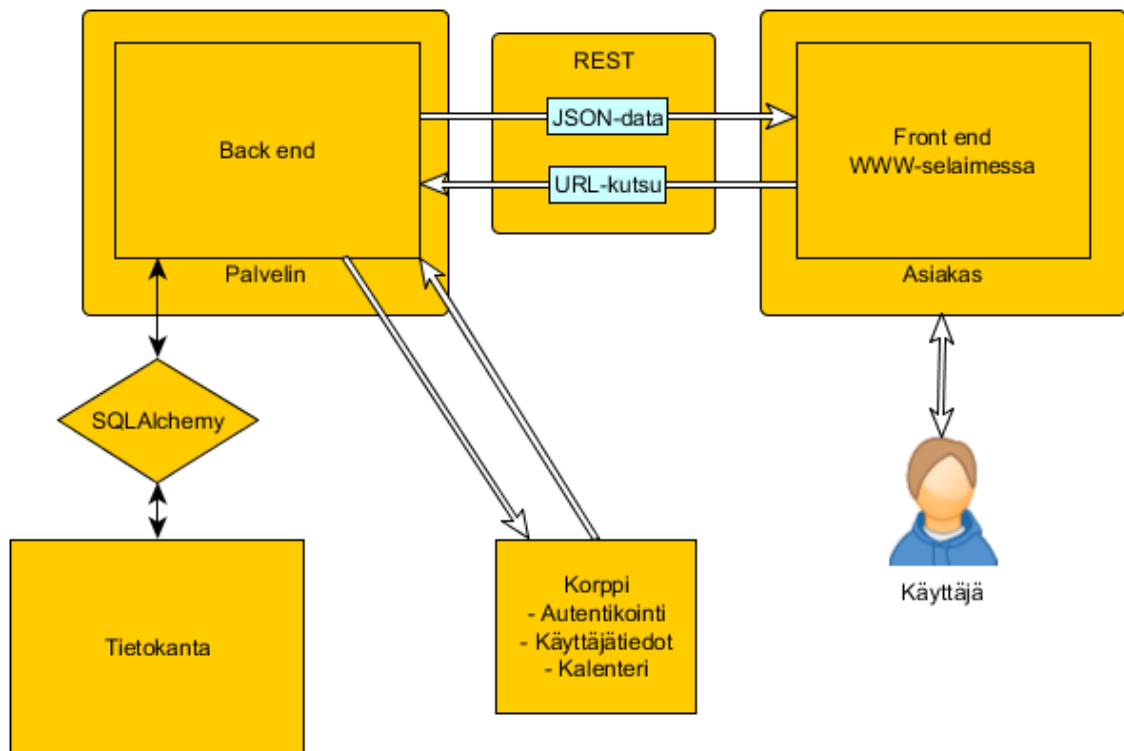 REST
JSON-data
URL-kutsu
Back end
Palvelin
Front end
WWW-selaimessa
Asiakas
SQLAlchemy
Tietokanta
Korppi
- Autentikointi
- Käyttäjätiedot
- Kalenteri
Käyttäjä